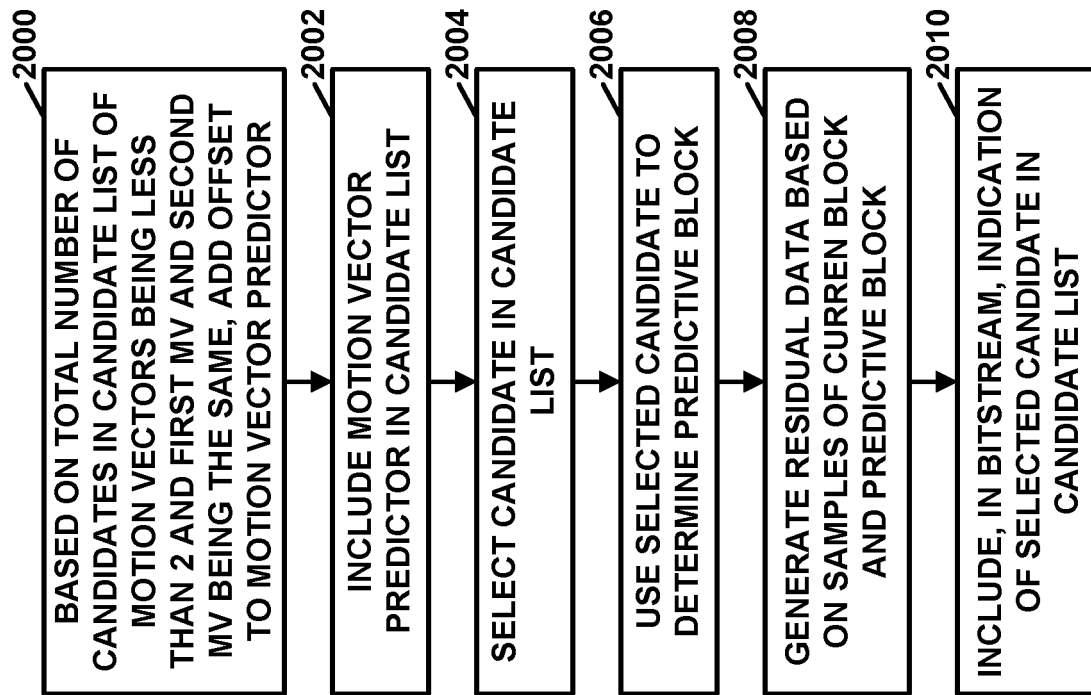 2000
BASED ON TOTAL NUMBER OF
CANDIDATES IN CANDIDATE LIST OF
MOTION VECTORS BEING LESS
THAN 2 AND FIRST MV AND SECOND
MV BEING THE SAME, ADD OFFSET
TO MOTION VECTOR PREDICTOR
2002
INCLUDE MOTION VECTOR
PREDICTOR IN CANDIDATE LIST
2004
SELECT CANDIDATE IN CANDIDATE
LIST
2006
USE SELECTED CANDIDATE TO
DETERMINE PREDICTIVE BLOCK
2008
GENERATE RESIDUAL DATA BASED
ON SAMPLES OF CURREN BLOCK
AND PREDICTIVE BLOCK
2010
INCLUDE, IN BITSTREAM, INDICATION
OF SELECTED CANDIDATE IN
CANDIDATE LIST